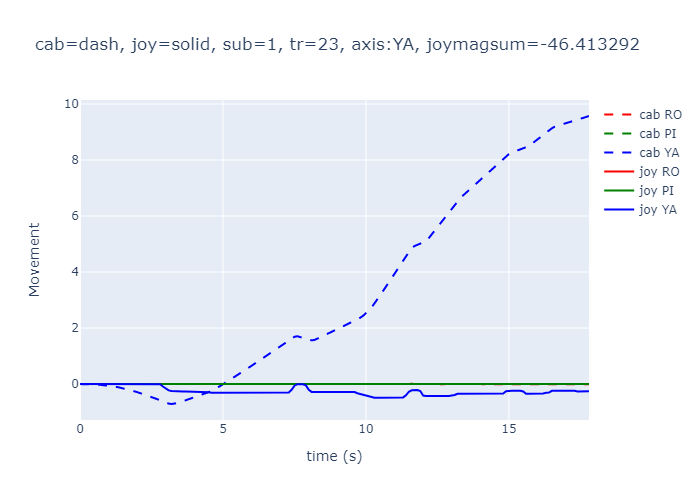 cab=dash, joy=solid, sub=1, tr=23, axis:YA, joymagsum=-46.413292
10
8
6
4
2
0
Movement
0
5
10
15
time (s)
cab RO
cab PI
cab YA
joy RO
joy PI
joy YA